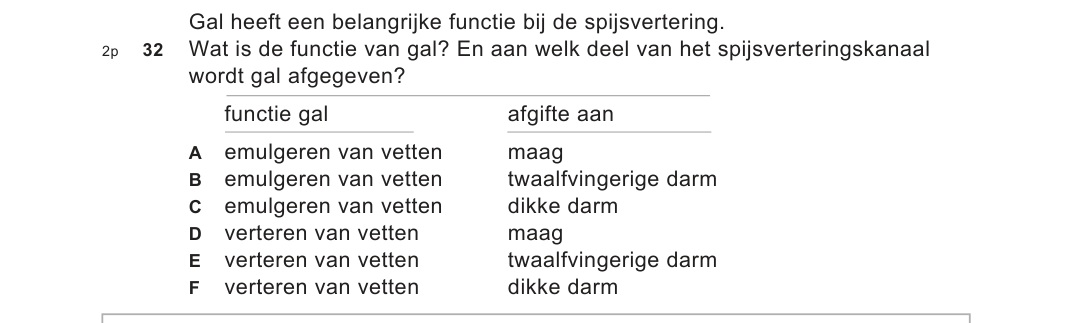 Gal heeft een belangrijke functie bij de spijsvertering.
2p 32 Wat is de functie van gal? En aan welk deel van het spijsverteringskanaal
wordt gal afgegeven?
functie gal afgifte aan
A emulgeren van vetten maag
B emulgeren van vetten twaalfvingerige darm
C emulgeren van vetten dikke darm
D verteren van vetten maag
E verteren van vetten twaalfvingerige darm
F verteren van vetten dikke darm